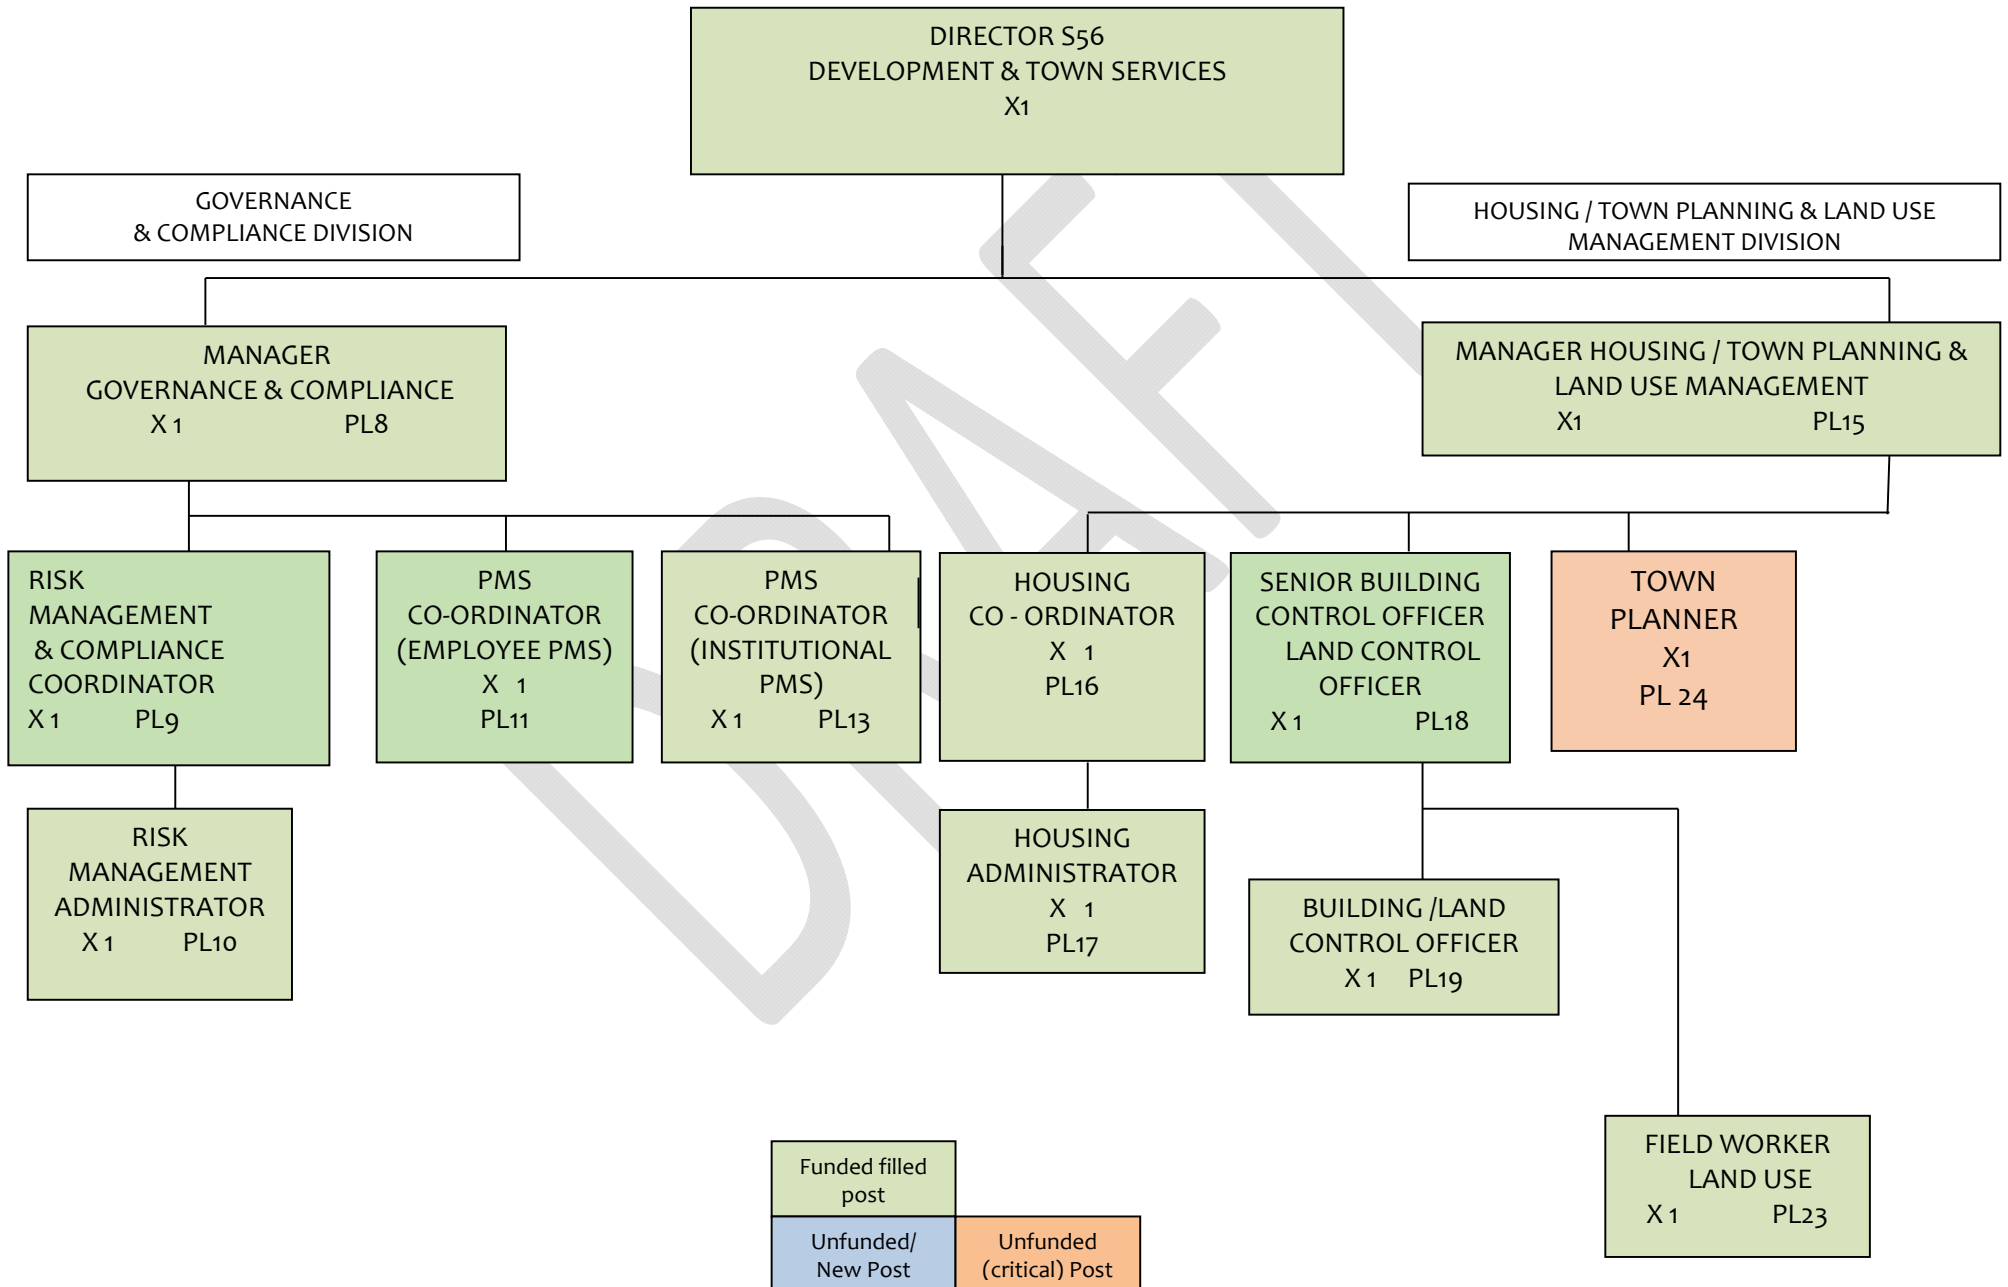 DIRECTOR S56
DEVELOPMENT & TOWN SERVICES
X1
GOVERNANCE
& COMPLIANCE DIVISION
HOUSING / TOWN PLANNING & LAND USE
MANAGEMENT DIVISION
MANAGER
GOVERNANCE & COMPLIANCE
X 1 PL8
MANAGER HOUSING / TOWN PLANNING &
LAND USE MANAGEMENT
X1 PL15
RISK
MANAGEMENT
& COMPLIANCE
COORDINATOR
X 1 PL9
PMS
CO-ORDINATOR
(EMPLOYEE PMS)
X 1
PL11
PMS
CO-ORDINATOR
(INSTITUTIONAL
PMS)
X 1 PL13
HOUSING
CO - ORDINATOR
X 1
PL16
SENIOR BUILDING
CONTROL OFFICER
LAND CONTROL
OFFICER
X 1 PL18
TOWN
PLANNER
X1
PL 24
RISK
MANAGEMENT
ADMINISTRATOR
X 1 PL10
HOUSING
ADMINISTRATOR
X 1
PL17
BUILDING /LAND
CONTROL OFFICER
X 1 PL19
FIELD WORKER
LAND USE
X 1 PL23
Funded filled
post
Unfunded/
New Post
Unfunded
(critical) Post
DRAFT